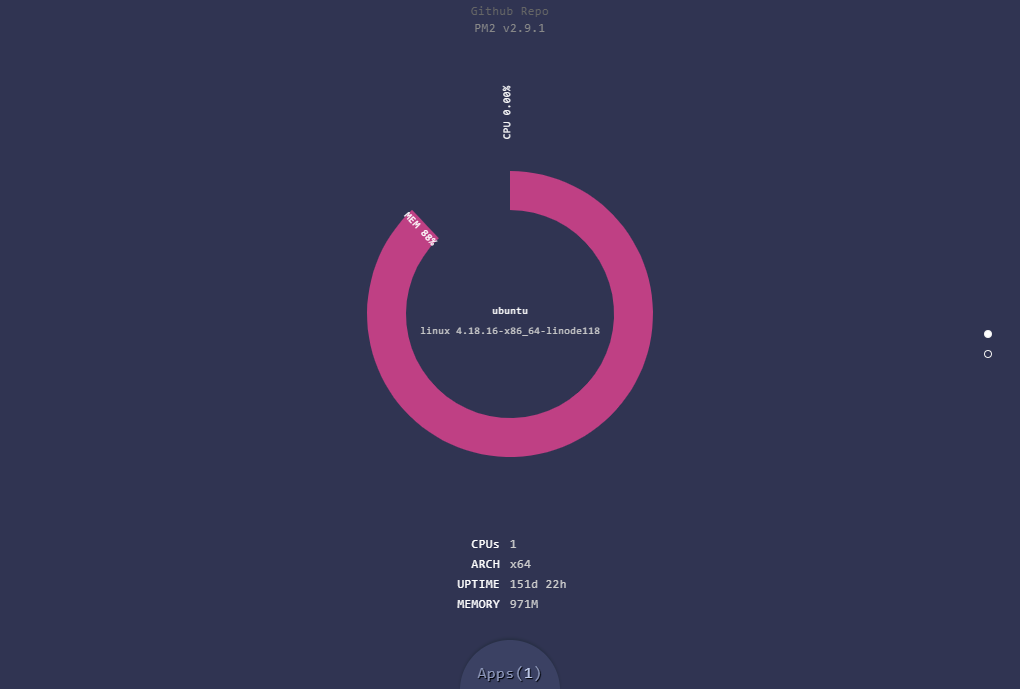 Github Repo
PM2 v2.9.1
CPU 0.00%
MEM 88%
ubuntu
linux 4.18.16-x86_64-linode118
CPUs 1
ARCH x64
UPTIME 151d 22h
MEMORY 971M
Apps(1)